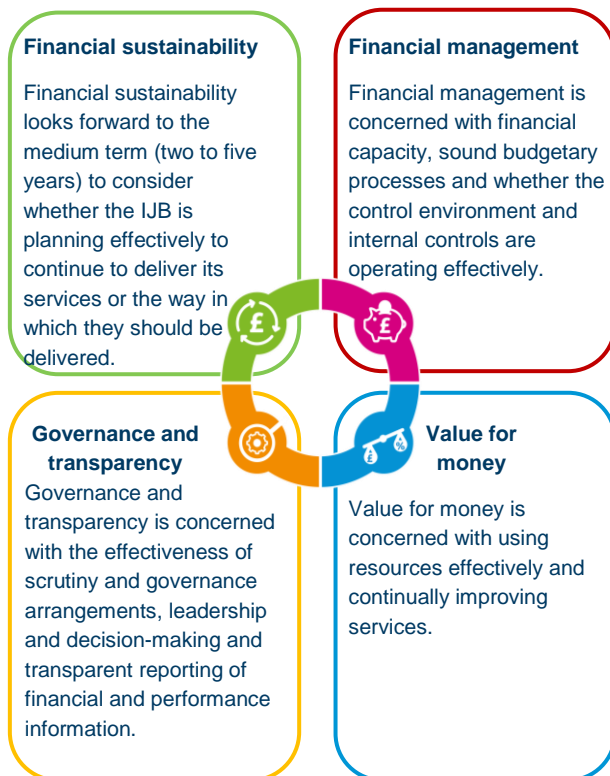 Financial sustainability
Financial sustainability
looks forward to the
medium term (two to five
years) to consider
whether the IJB is
planning effectively to
continue to deliver its
services or the way in
which they should be
delivered.
Financial management
Financial management is
concerned with financial
capacity, sound budgetary
processes and whether the
control environment and
internal controls are
operating effectively.
£
£
£
%
Governance and
transparency
Governance and
transparency is concerned
with the effectiveness of
scrutiny and governance
arrangements, leadership
and decision-making and
transparent reporting of
financial and performance
information.
Value for
money
Value for money is
concerned with using
resources effectively and
continually improving
services.